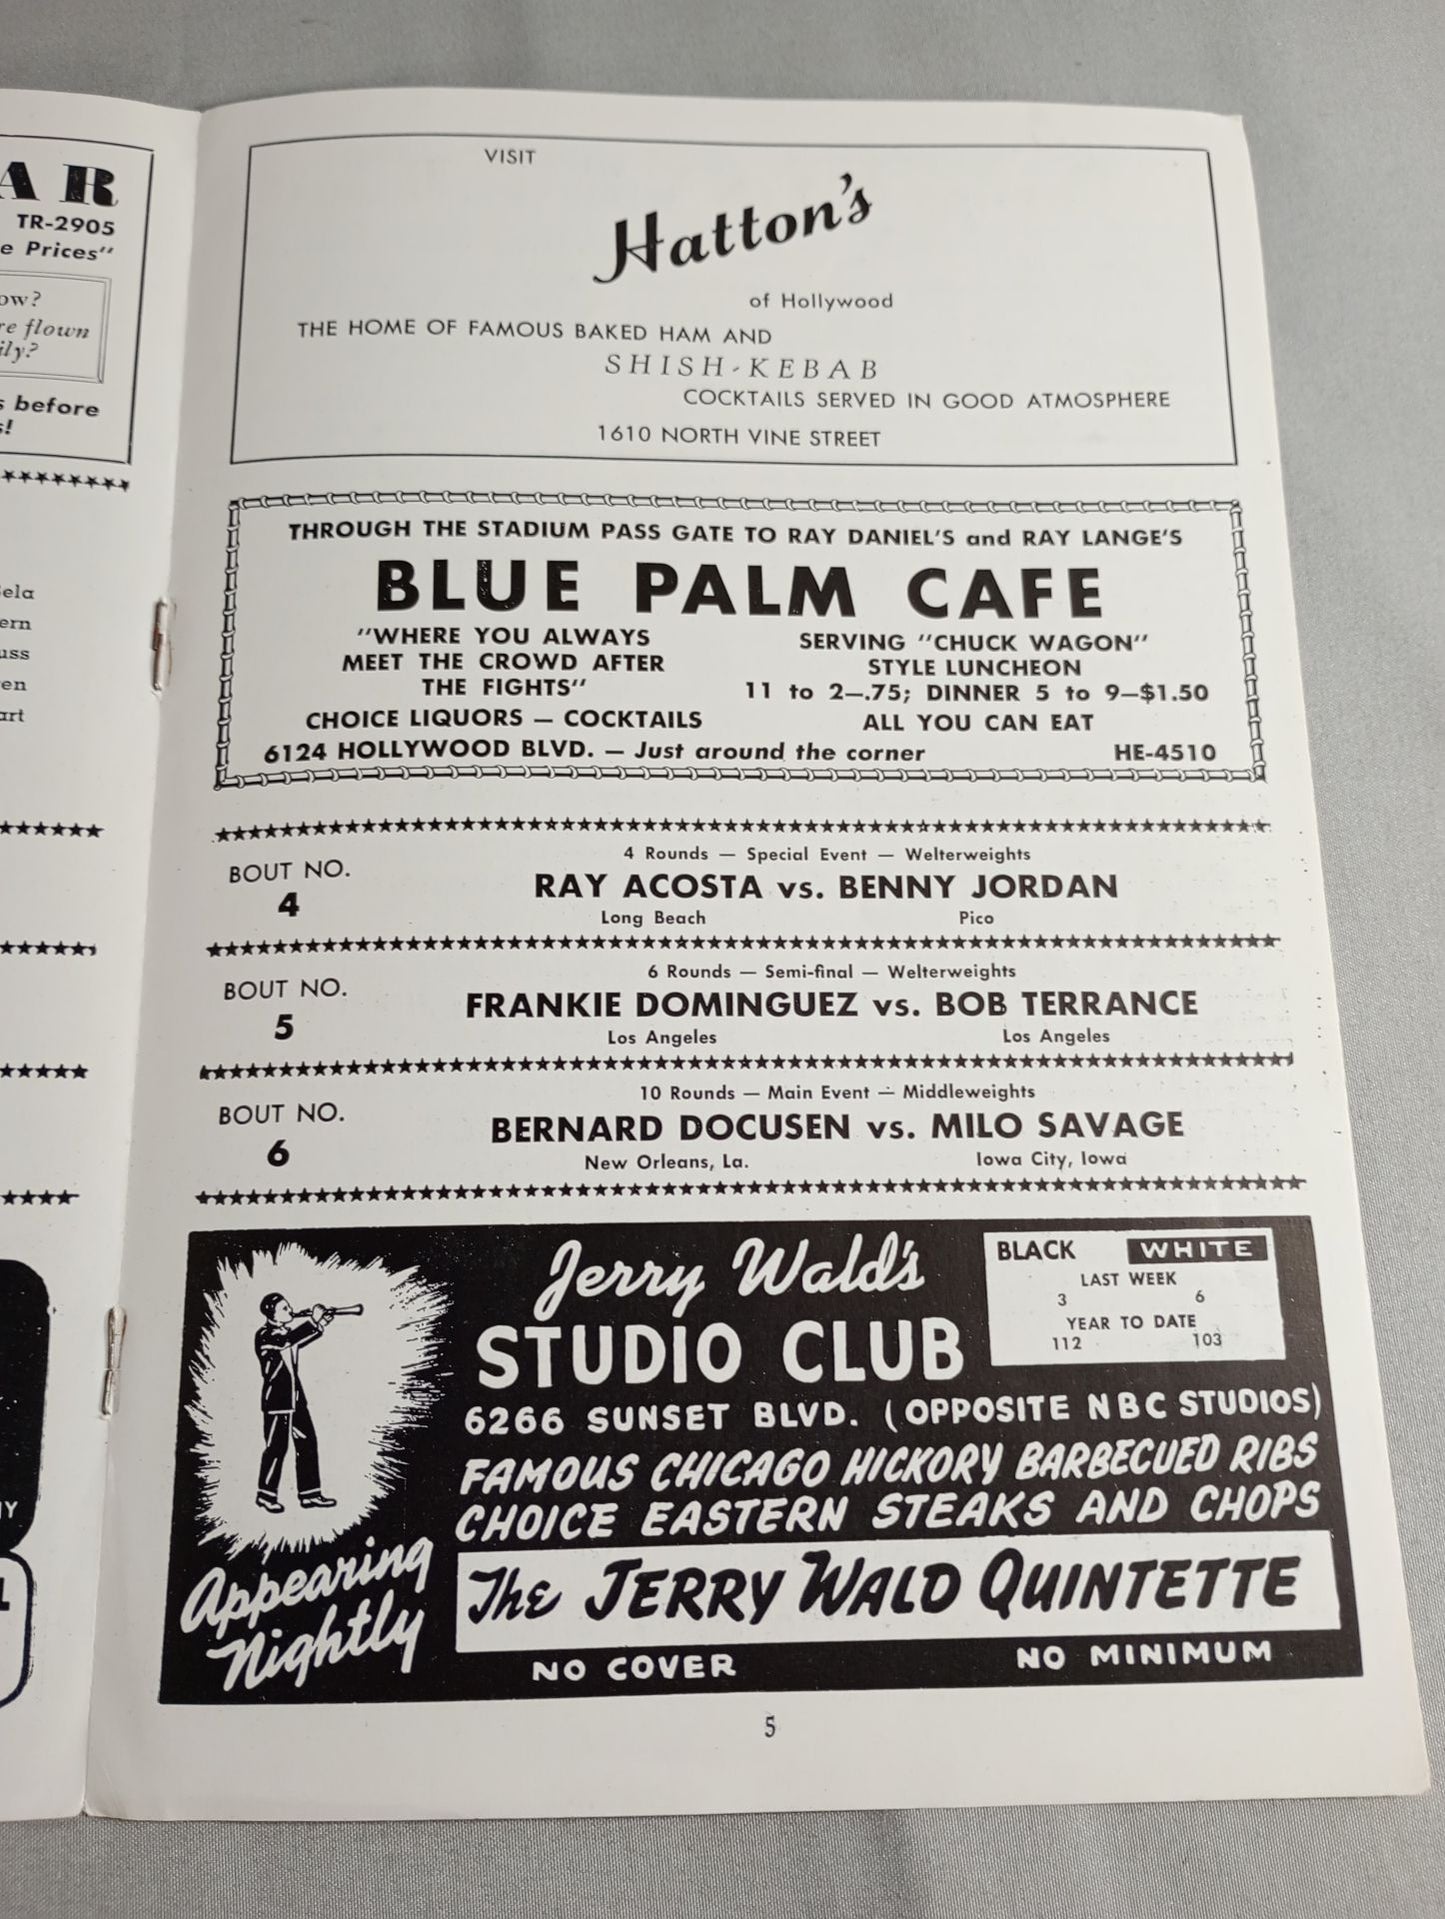 AR
TR-2905
e Prices"
ow?
re flown
ily?
s before
s!
ela
ern
uss
en
art
VISIT
Hatton's
of Hollywood
THE HOME OF FAMOUS BAKED HAM AND
SHISH-KEBAB
COCKTAILS SERVED IN GOOD ATMOSPHERE
1610 NORTH VINE STREET
THROUGH THE STADIUM PASS GATE TO RAY DANIEL'S and RAY LANGE'S
BLUE PALM CAFE
"WHERE YOU ALWAYS
MEET THE CROWD AFTER
THE FIGHTS"
CHOICE LIQUORS — COCKTAILS
SERVING "CHUCK WAGON"
STYLE LUNCHEON
11 to 2—.75; DINNER 5 to 9—$1.50
ALL YOU CAN EAT
6124 HOLLYWOOD BLVD. — Just around the corner HE-4510
BOUT NO.
4
4 Rounds — Special Event — Welterweights
RAY ACOSTA vs. BENNY JORDAN
Long Beach Pico
BOUT NO.
5
6 Rounds — Semi-final — Welterweights
FRANKIE DOMINGUEZ vs. BOB TERRANCE
Los Angeles Los Angeles
BOUT NO.
6
10 Rounds — Main Event — Middleweights
BERNARD DOCUSEN vs. MILO SAVAGE
New Orleans, La. Iowa City, Iowa
Jerry Wald's
STUDIO CLUB
BLACK WHITE
LAST WEEK
3 6
YEAR TO DATE
112 103
6266 SUNSET BLVD. (OPPOSITE NBC STUDIOS)
FAMOUS CHICAGO HICKORY BARBECUED RIBS
CHOICE EASTERN STEAKS AND CHOPS
Appearing
Nightly
The JERRY WALD QUINTETTE
NO COVER NO MINIMUM
5